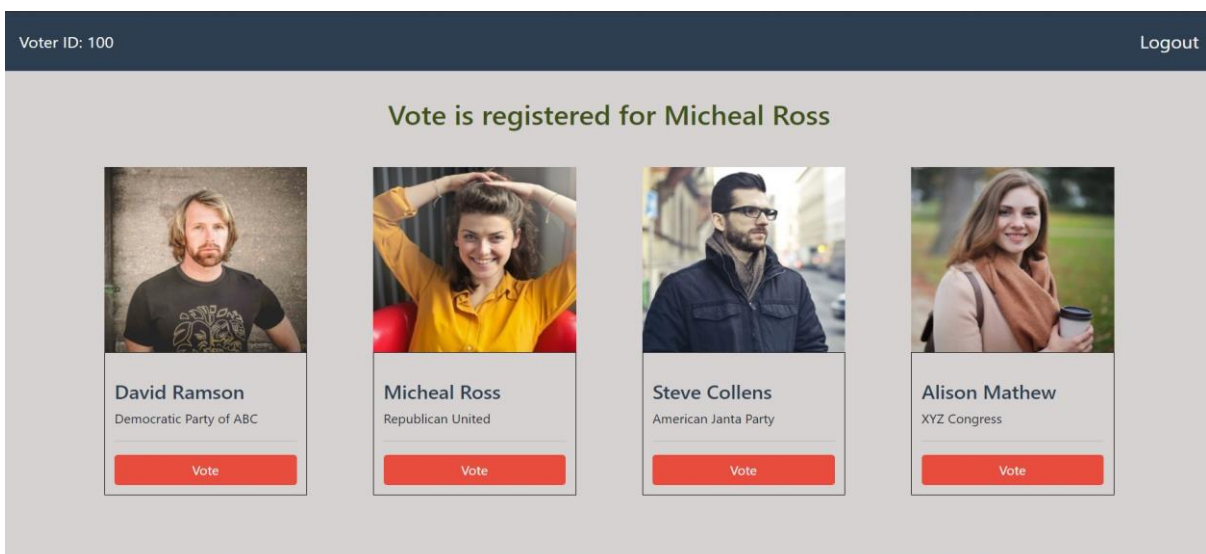 Voter ID: 100
Logout
Vote is registered for Micheal Ross
David Ramson
Democratic Party of ABC
Vote
Micheal Ross
Republican United
Vote
Steve Collens
American Janta Party
Vote
Alison Mathew
XYZ Congress
Vote